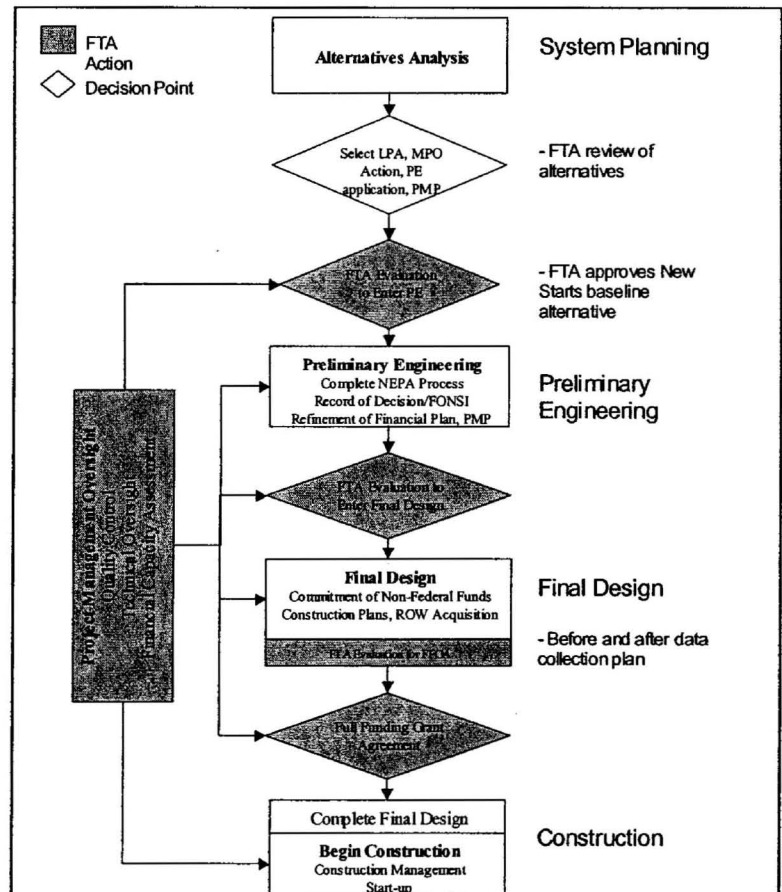 FTA
Action
Decision Point
System Planning
Alternatives Analysis
Select LPA, MPO
Action, PE
application, PMP
- FTA review of
alternatives
FTA Evaluation
to Enter PE
- FTA approves New
Starts baseline
alternative
Preliminary Engineering
Complete NEPA Process
Record of Decision/FONSI
Refinement of Financial Plan, PMP
Preliminary
Engineering
Project Management Oversight
Quality Control
Technical Oversight
Financial Capacity Assessment
FTA Evaluation to
Enter Final Design
Final Design
Commitment of Non-Federal Funds
Construction Plans, ROW Acquisition
FTA Evaluation for
Final Design
- Before and after data
collection plan
Full Funding Grant
Agreement
Complete Final Design
Begin Construction
Construction Management
Start-up
Construction